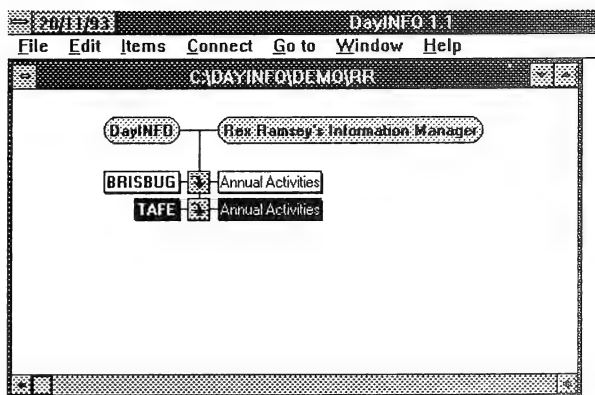 20/11/93 DayINFO 1.1
File Edit Items Connect Go to Window Help
C:\DAYINFO\DEMO\RR
DayINFO Rex Ramsey's Information Manager
BRISBUG Annual Activities
TAFE Annual Activities